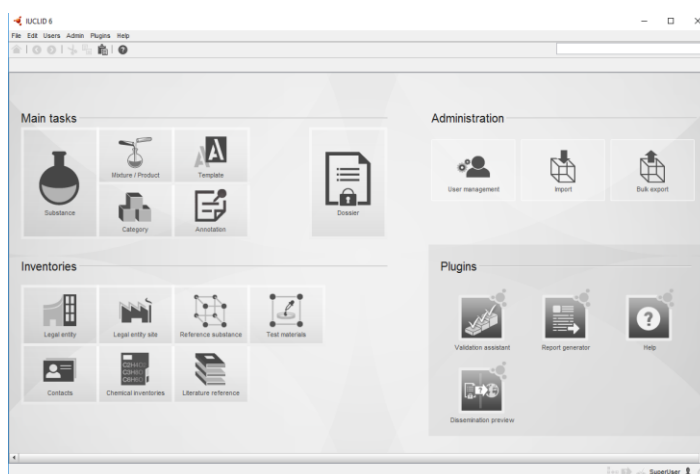 IUCLID 6
File Edit Users Admin Plugins Help
Main tasks
Administration
Mixture / Product
Template
Substance
Category
Annotation
Dossier
User management
Import
Bulk export
Inventories
Plugins
Legal entity
Legal entity site
Reference substance
Test materials
Validation assistant
Report generator
Help
Contacts
Chemical inventories
Literature reference
Dissemination preview
SuperUser